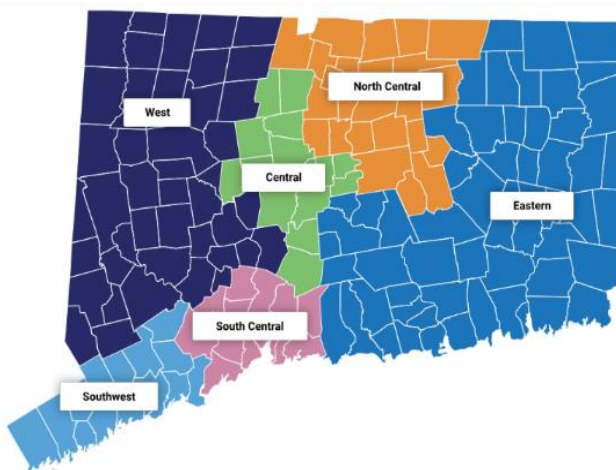 North Central
West
Central
Eastern
South Central
Southwest